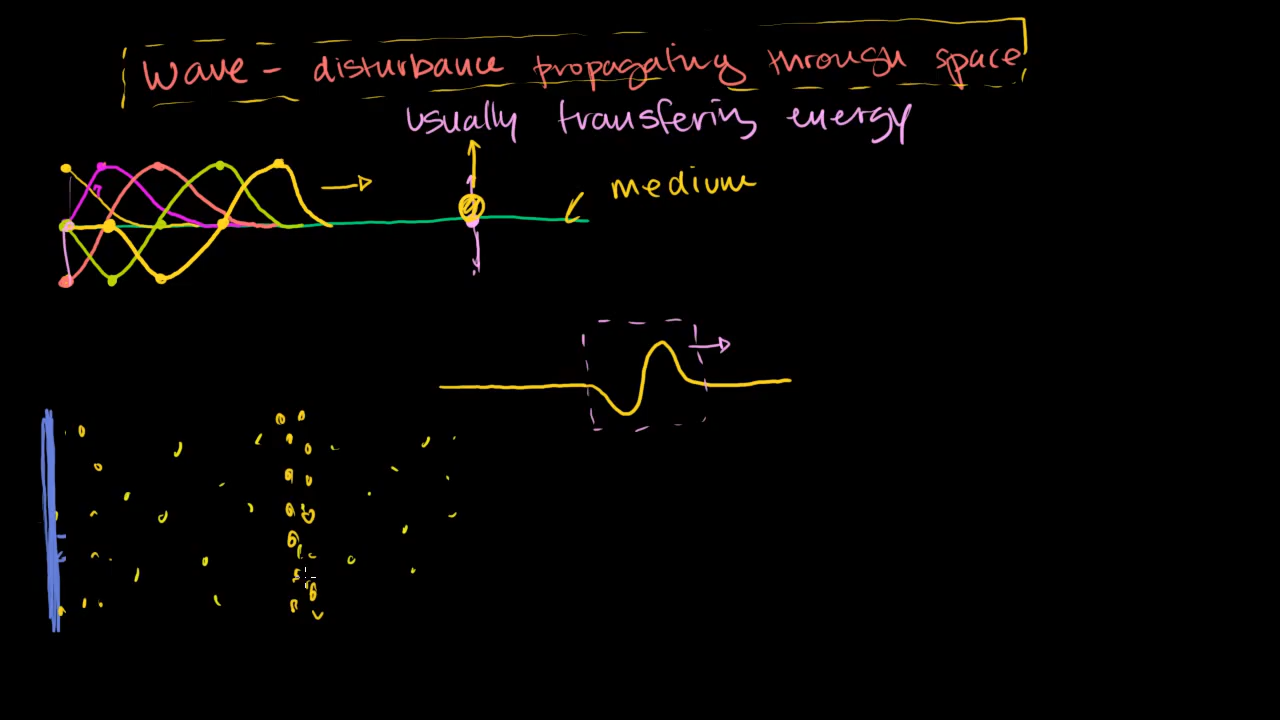 Wave - disturbance propagating through space
usually transfering energy
medium